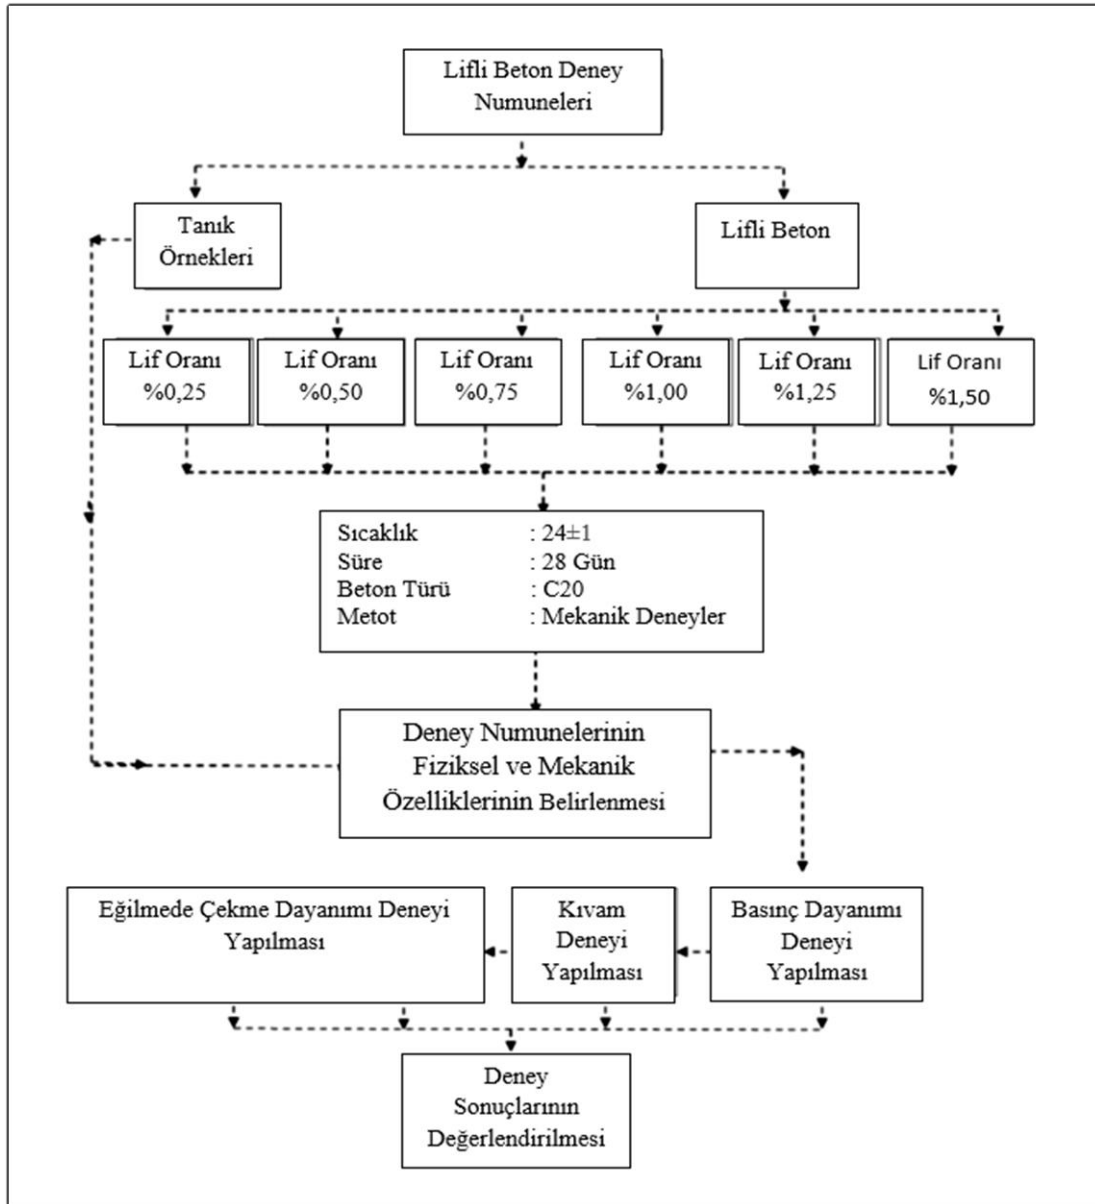 Lifli Beton Deney
Numuneleri
Tanık
Örnekleri
Lifli Beton
Lif Oranı
%0,25
Lif Oranı
%0,50
Lif Oranı
%0,75
Lif Oranı
%1,00
Lif Oranı
%1,25
Lif Oranı
%1,50
Sıcaklık : 24±1
Süre : 28 Gün
Beton Türü : C20
Metot : Mekanik Deneyler
Deney Numunelerinin
Fiziksel ve Mekanik
Özelliklerinin Belirlenmesi
Eğilmede Çekme Dayanımı Deneyi
Yapılması
Kıvam
Deneyi
Yapılması
Basınç Dayanımı
Deneyi
Yapılması
Deney
Sonuçlarının
Değerlendirilmesi